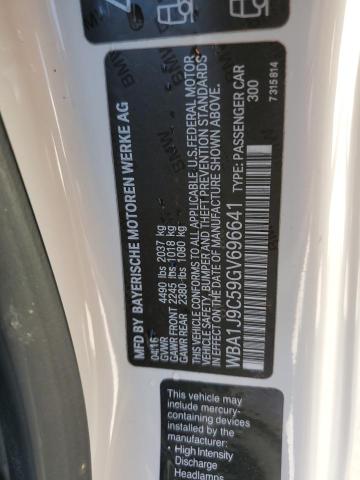 MFD BY BAYERISCHE MOTOREN WERKE AG
04/16
GVWR 4490 lbs 2037 kg
GAWR FRONT 2245 lbs 1018 kg
GAWR REAR 2380 lbs 1080 kg
THIS CAR CONFORMS TO ALL APPLICABLE U.S. FEDERAL MOTOR
VEHICLE SAFETY, BUMPER AND THEFT PREVENTION STANDARDS
IN EFFECT ON THE DATE OF MANUFACTURE SHOWN ABOVE.
WBA1J9C59GV696641 TYPE: PASSENGER CAR
300
7315814
This vehicle may
include mercury-
containing devices
installed by the
manufacturer:
• High Intensity
Discharge
Headlamps